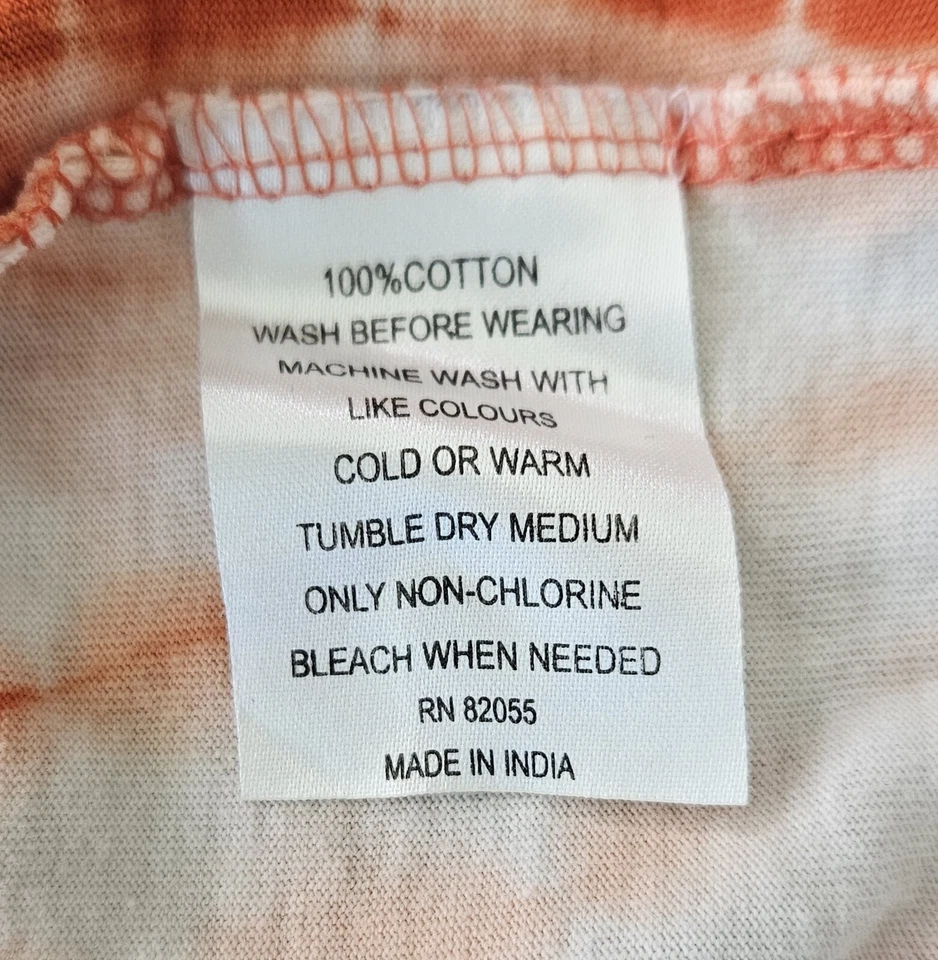 100%COTTON
WASH BEFORE WEARING
MACHINE WASH WITH
LIKE COLOURS
COLD OR WARM
TUMBLE DRY MEDIUM
ONLY NON-CHLORINE
BLEACH WHEN NEEDED
RN 82055
MADE IN INDIA